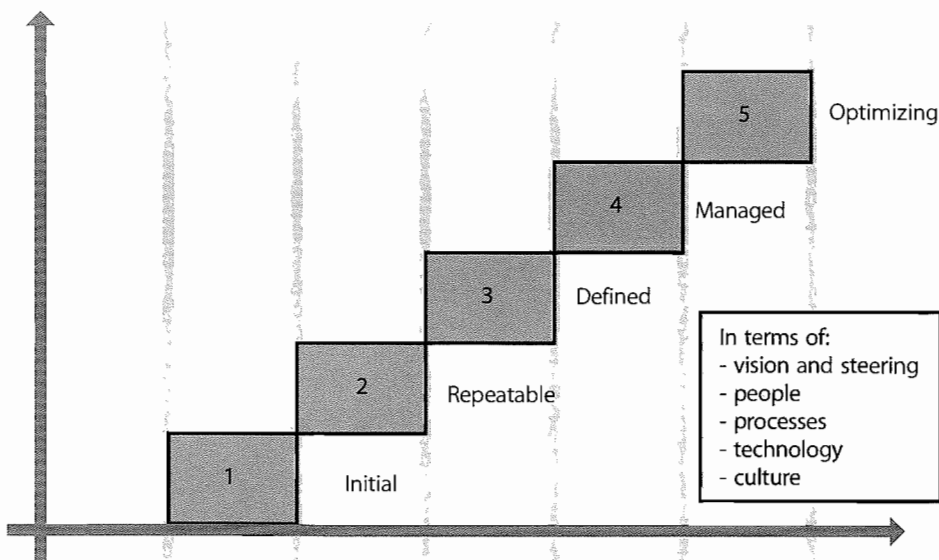 5
Optimizing
4
Managed
3
Defined
2
Repeatable
1
Initial
In terms of:
- vision and steering
- people
- processes
- technology
- culture